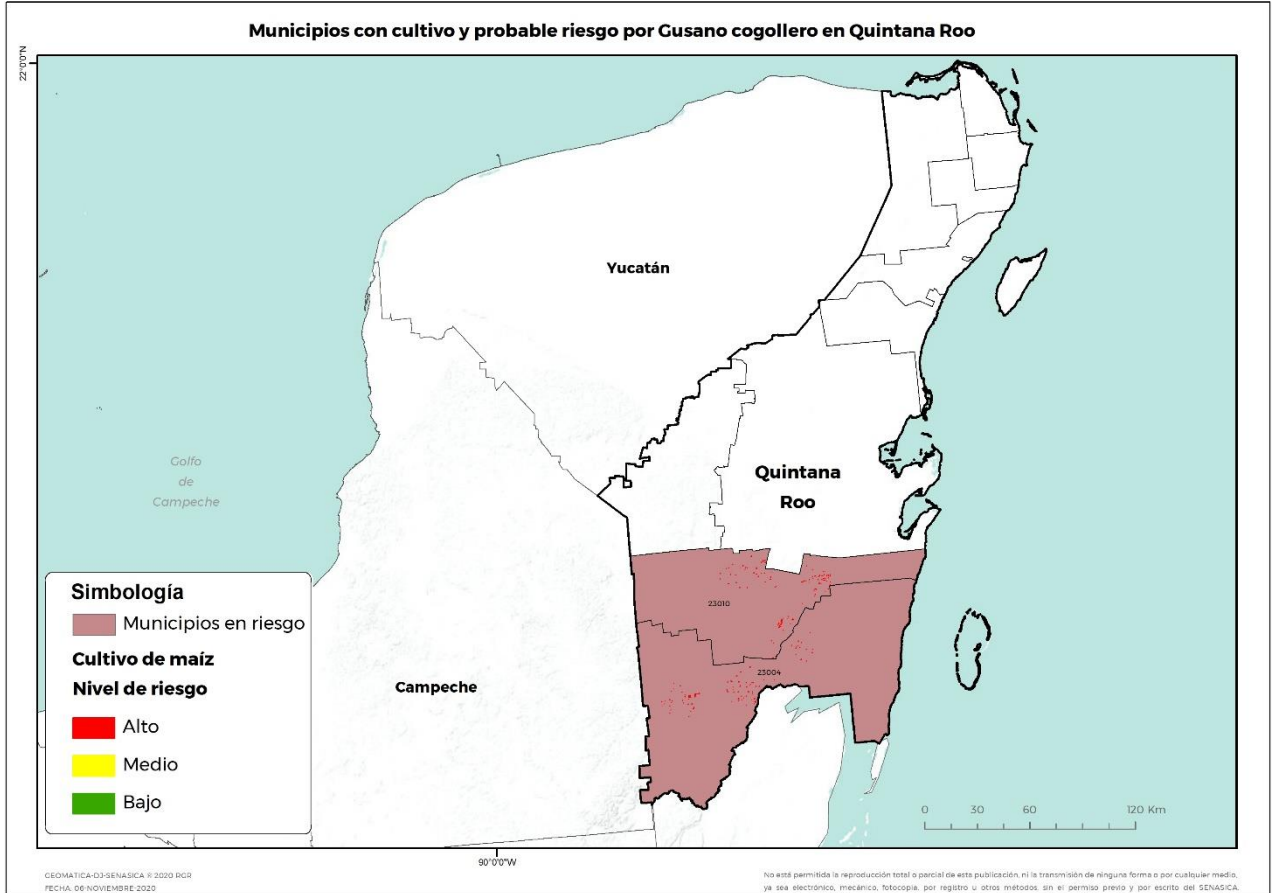 Municipios con cultivo y probable riesgo por Gusano cogollero en Quintana Roo
22°0'0"N
Yucatán
Golfo
de
Campeche
Quintana
Roo
23010
23004
Campeche
Simbología
Municipios en riesgo
Cultivo de maíz
Nivel de riesgo
Alto
Medio
Bajo
0 30 60 120 Km
90°0'0"W
GEOMATICA-DJ-SENASICA © 2020 RGR
FECHA: 06-NOVIEMBRE-2020
No está permitida la reproducción total o parcial de esta publicación, ni la transmisión de ninguna forma o por cualquier medio,
ya sea electrónico, mecánico, fotocopia, por registro u otros métodos, sin el permiso previo y por escrito del SENASICA.